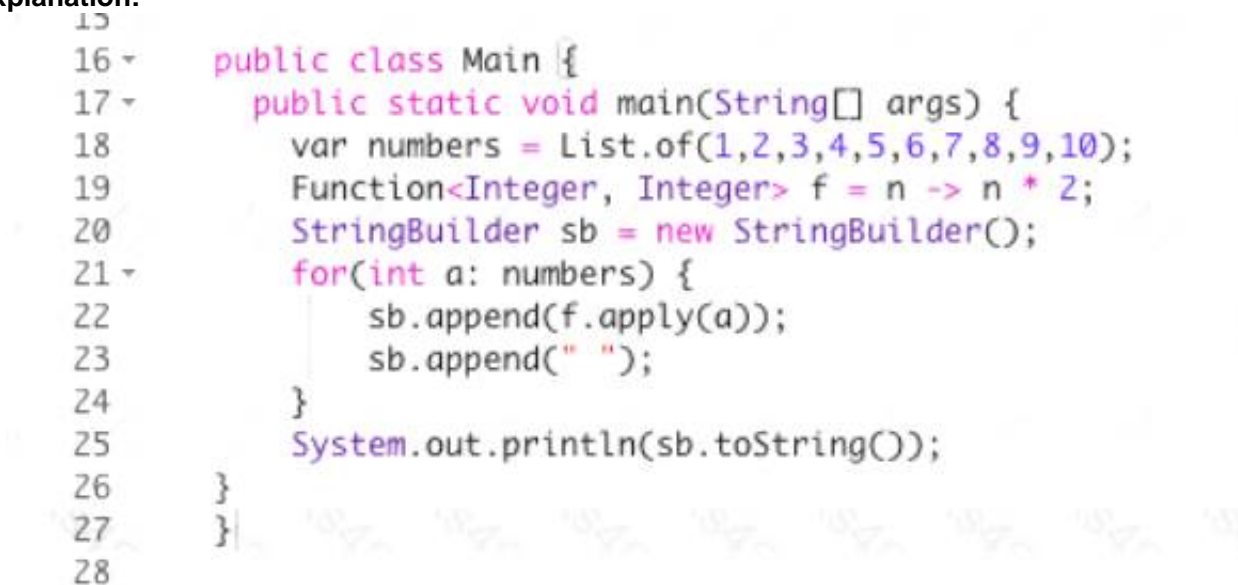 xplanation:
15
16 public class Main {
17 public static void main(String[] args) {
18 var numbers = List.of(1,2,3,4,5,6,7,8,9,10);
19 Function<Integer, Integer> f = n -> n * 2;
20 StringBuilder sb = new StringBuilder();
21 for(int a: numbers) {
22 sb.append(f.apply(a));
23 sb.append(" ");
24 }
25 System.out.println(sb.toString());
26 }
27 }
28